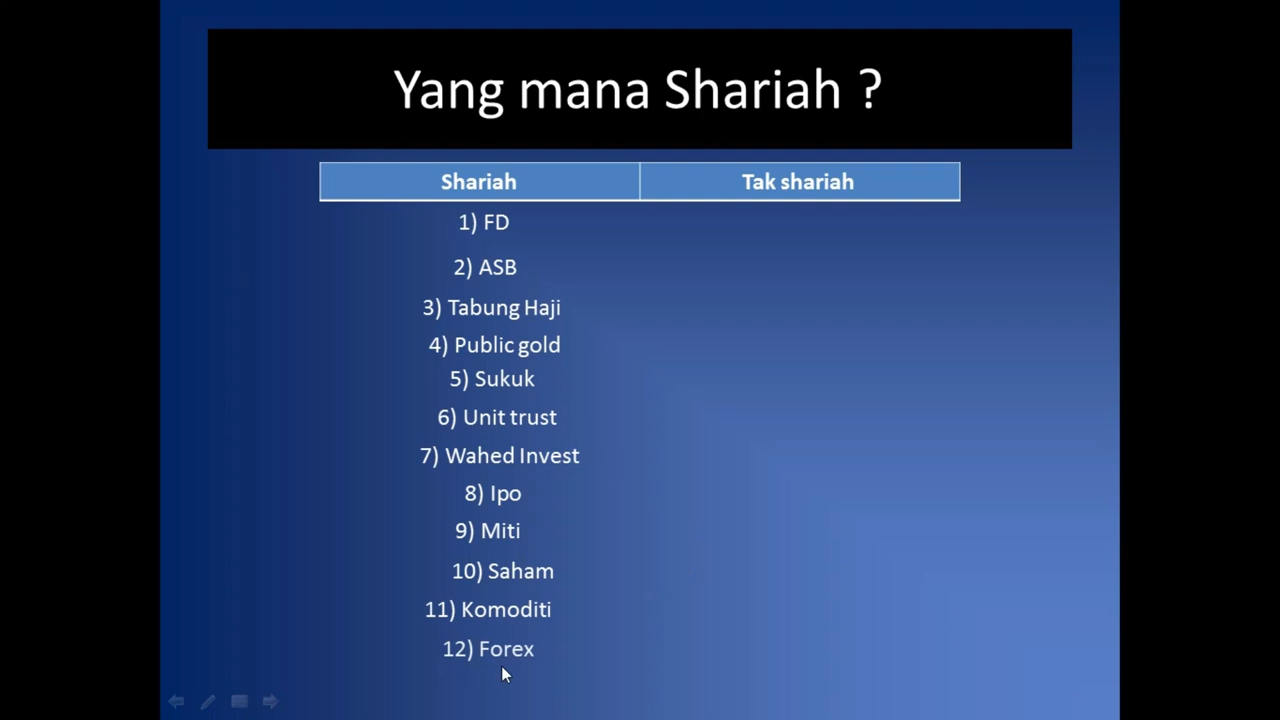 Yang mana Shariah ?
Shariah Tak shariah
1) FD
2) ASB
3) Tabung Haji
4) Public gold
5) Sukuk
6) Unit trust
7) Wahed Invest
8) Ipo
9) Miti
10) Saham
11) Komoditi
12) Forex